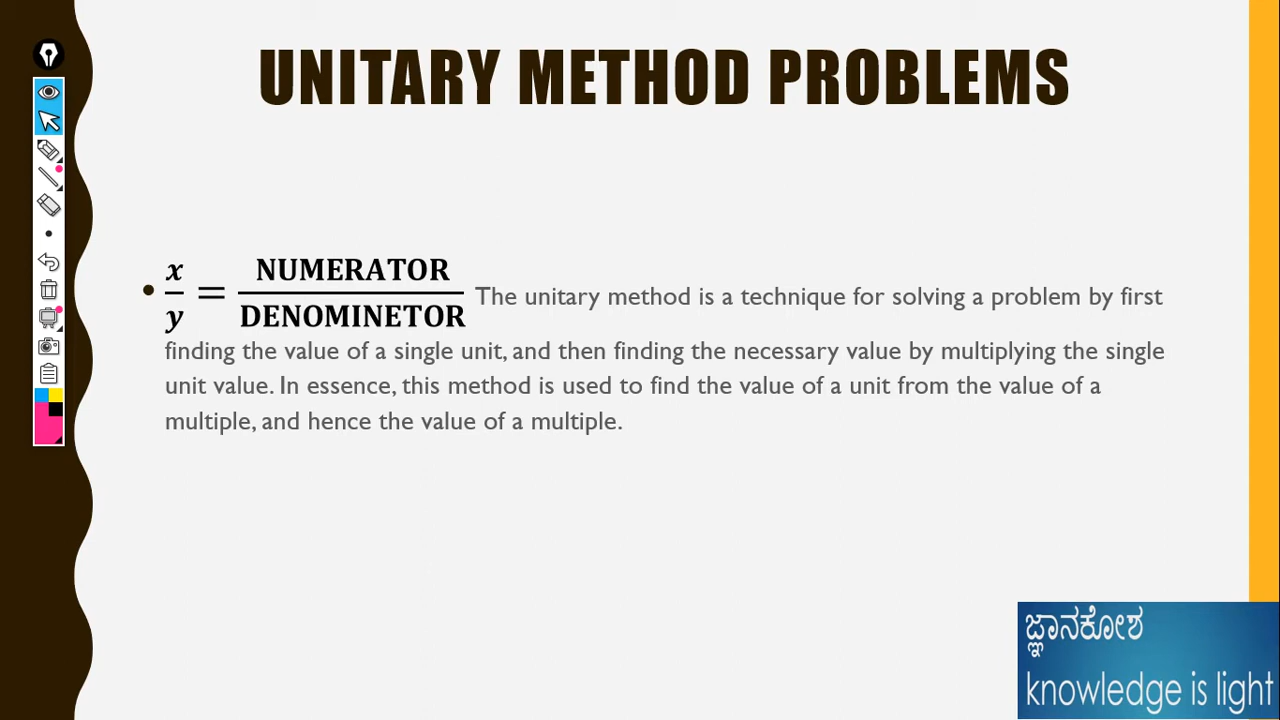 UNITARY METHOD PROBLEMS
• x/y = NUMERATOR/DENOMINETOR The unitary method is a technique for solving a problem by first
finding the value of a single unit, and then finding the necessary value by multiplying the single
unit value. In essence, this method is used to find the value of a unit from the value of a
multiple, and hence the value of a multiple.
ಜ್ಞಾನಕೋಶ
knowledge is light